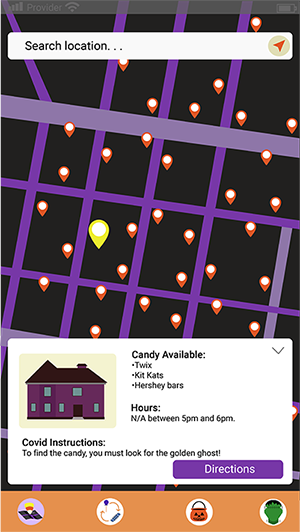 Provider
Search location. . .
Candy Available:
•Twix
•Kit Kats
•Hershey bars
Hours:
N/A between 5pm and 6pm.
Covid Instructions:
To find the candy, you must look for the golden ghost!
Directions